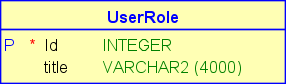 UserRole
P * Id INTEGER
title VARCHAR2 (4000)